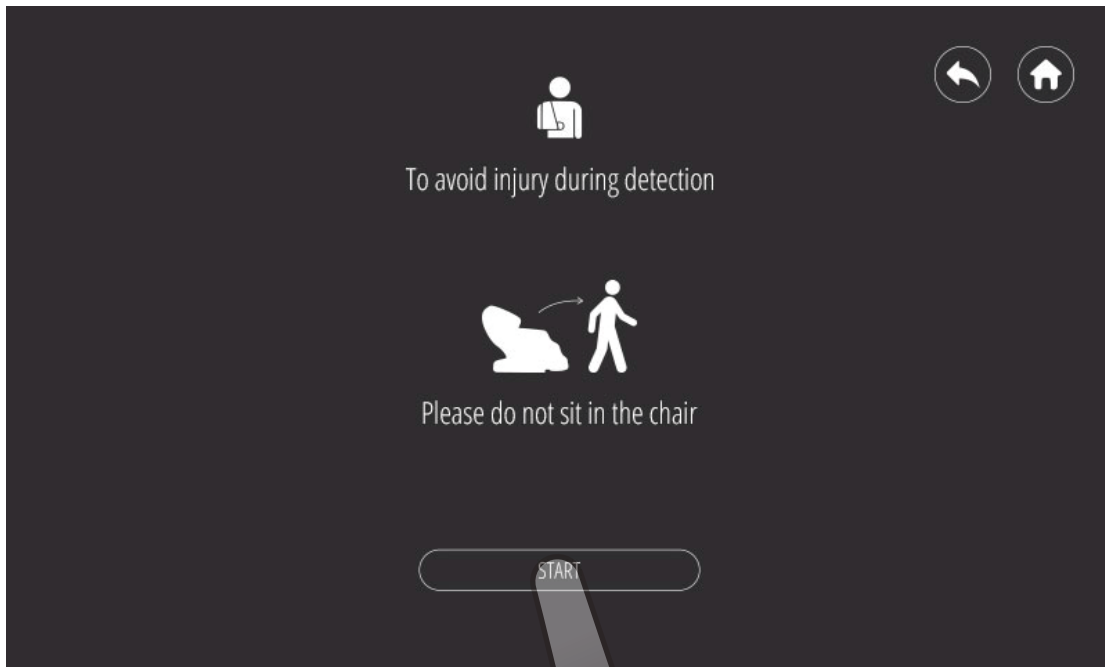 To avoid injury during detection
Please do not sit in the chair
START